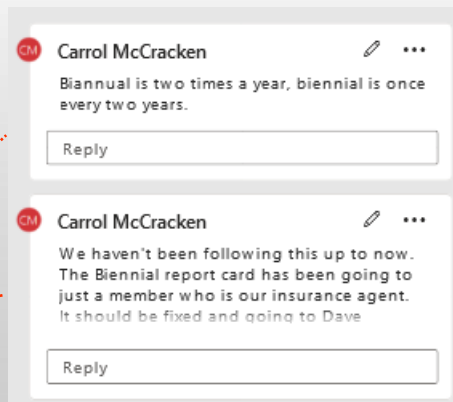 CM Carrol McCracken
Biannual is two times a year, biennial is once
every two years.
Reply
CM Carrol McCracken
We haven't been following this up to now.
The Biennial report card has been going to
just a member who is our insurance agent.
It should be fixed and going to Dave
Reply